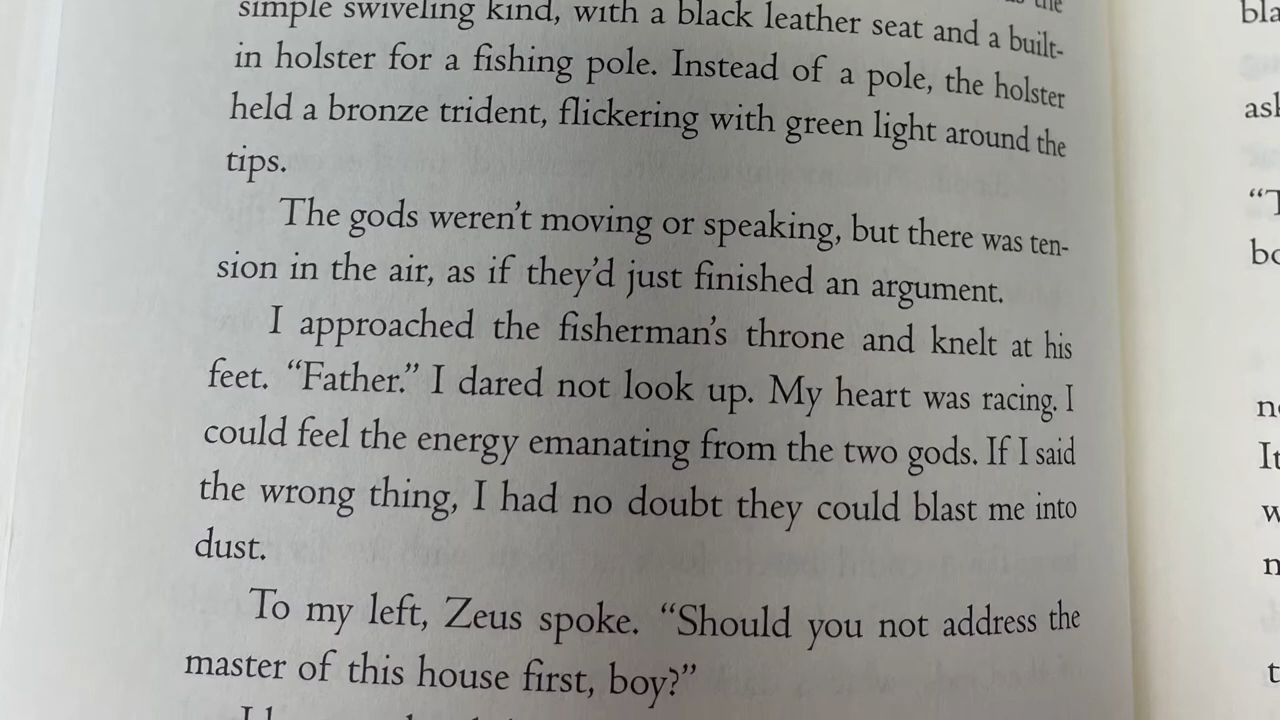 the
simple swiveling kind, with a black leather seat and a built-
in holster for a fishing pole. Instead of a pole, the holster
held a bronze trident, flickering with green light around the
tips.
The gods weren’t moving or speaking, but there was ten-
sion in the air, as if they’d just finished an argument.
I approached the fisherman’s throne and knelt at his
feet. “Father.” I dared not look up. My heart was racing. I
could feel the energy emanating from the two gods. If I said
the wrong thing, I had no doubt they could blast me into
dust.
To my left, Zeus spoke. “Should you not address the
master of this house first, boy?”